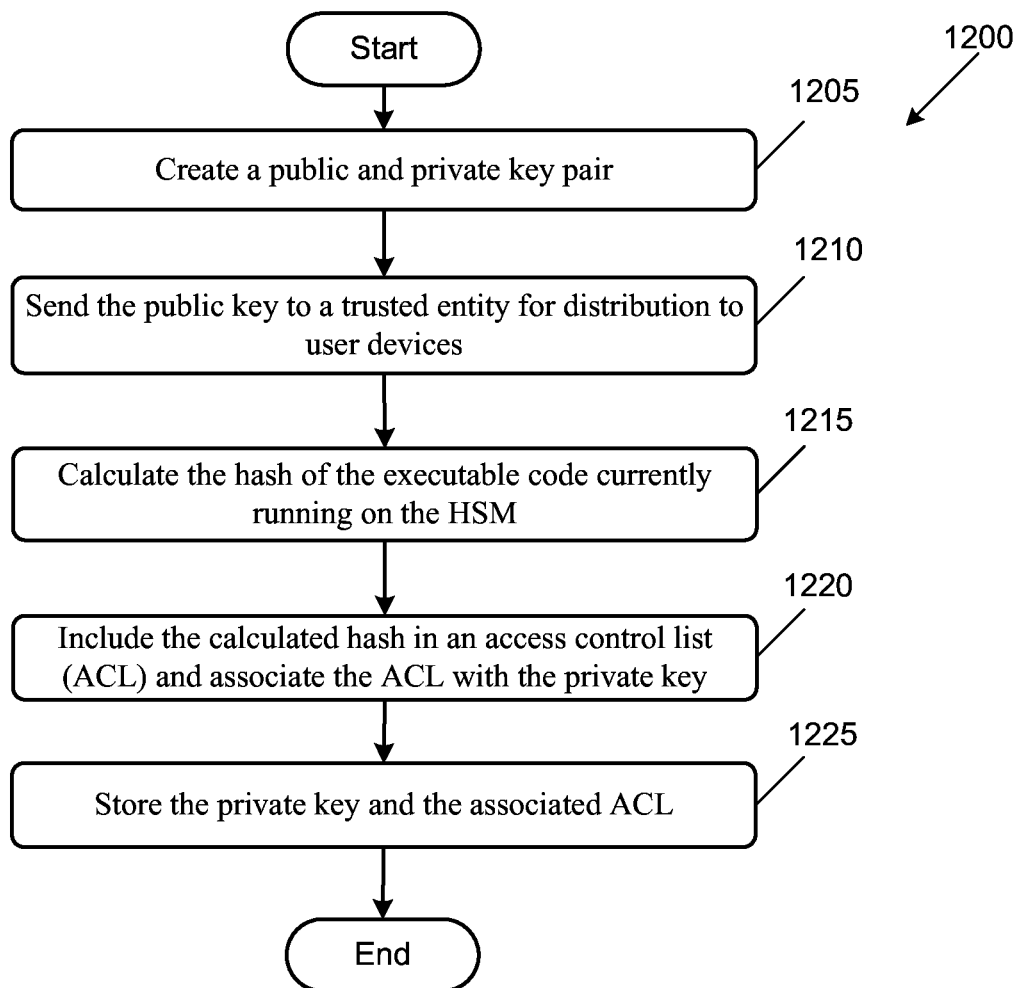 Start
1200
1205
Create a public and private key pair
1210
Send the public key to a trusted entity for distribution to
user devices
1215
Calculate the hash of the executable code currently
running on the HSM
1220
Include the calculated hash in an access control list
(ACL) and associate the ACL with the private key
1225
Store the private key and the associated ACL
End